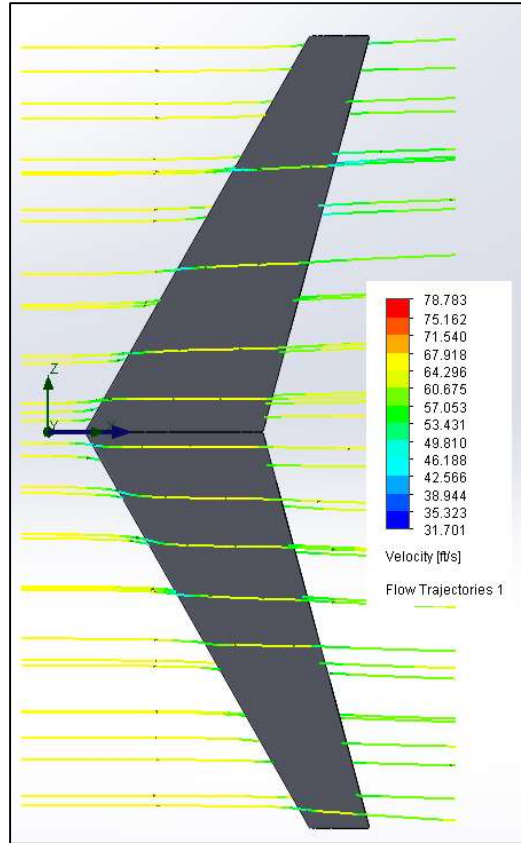 Z
Y
X
78.783
75.162
71.540
67.918
64.296
60.675
57.053
53.431
49.810
46.188
42.566
38.944
35.323
31.701
Velocity [ft/s]
Flow Trajectories 1